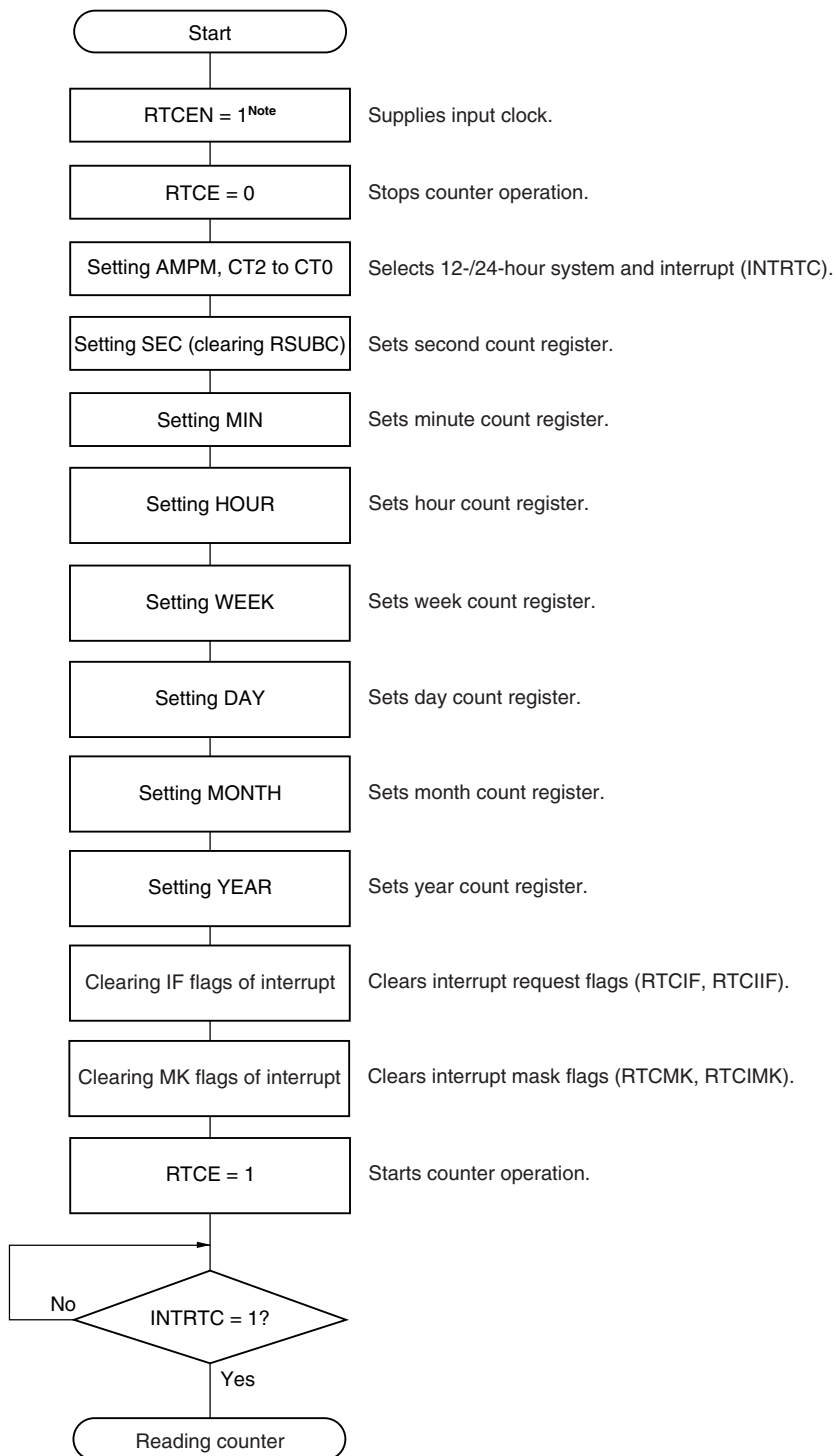 Start
RTCEN = 1Note Supplies input clock.
RTCE = 0 Stops counter operation.
Setting AMPM, CT2 to CT0 Selects 12-/24-hour system and interrupt (INTRTC).
Setting SEC (clearing RSUBC) Sets second count register.
Setting MIN Sets minute count register.
Setting HOUR Sets hour count register.
Setting WEEK Sets week count register.
Setting DAY Sets day count register.
Setting MONTH Sets month count register.
Setting YEAR Sets year count register.
Clearing IF flags of interrupt Clears interrupt request flags (RTCIF, RTCIIF).
Clearing MK flags of interrupt Clears interrupt mask flags (RTCMK, RTCIMK).
RTCE = 1 Starts counter operation.
No
INTRTC = 1?
Yes
Reading counter